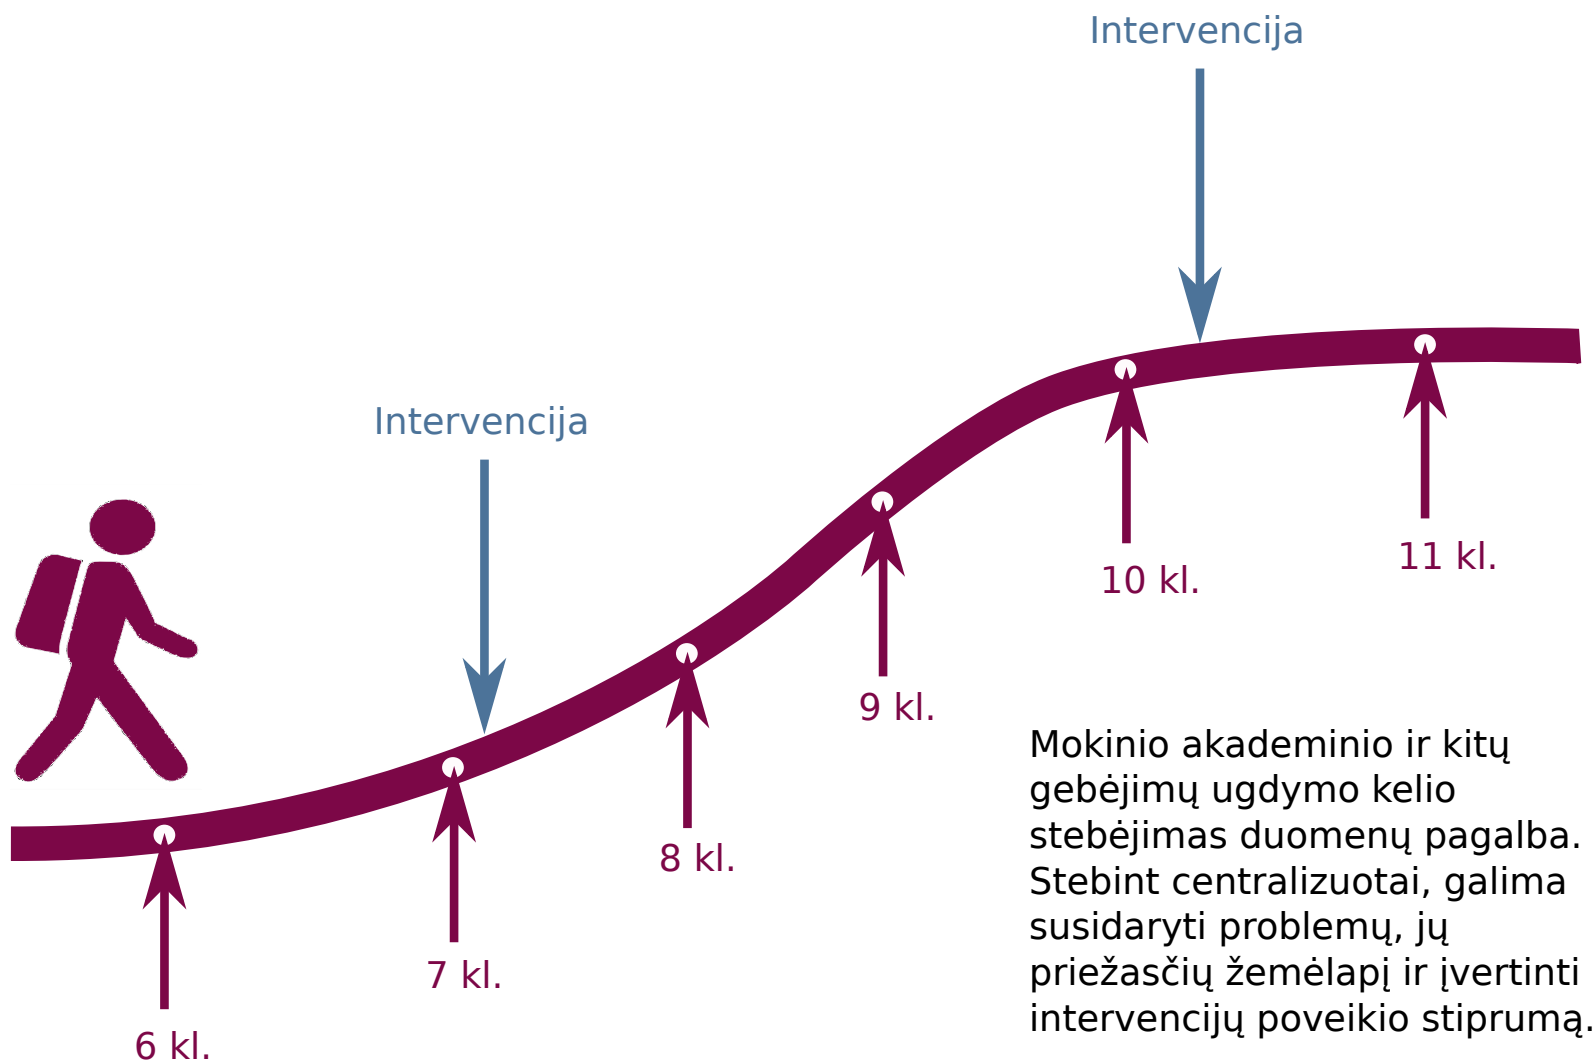 Intervencija
Intervencija
6 kl.
7 kl.
8 kl.
9 kl.
10 kl.
11 kl.
Mokinio akademinio ir kitų
gebėjimų ugdymo kelio
stebėjimas duomenų pagalba.
Stebint centralizuotai, galima
susidaryti problemų, jų
priežasčių žemėlapį ir įvertinti
intervencijų poveikio stiprumą.